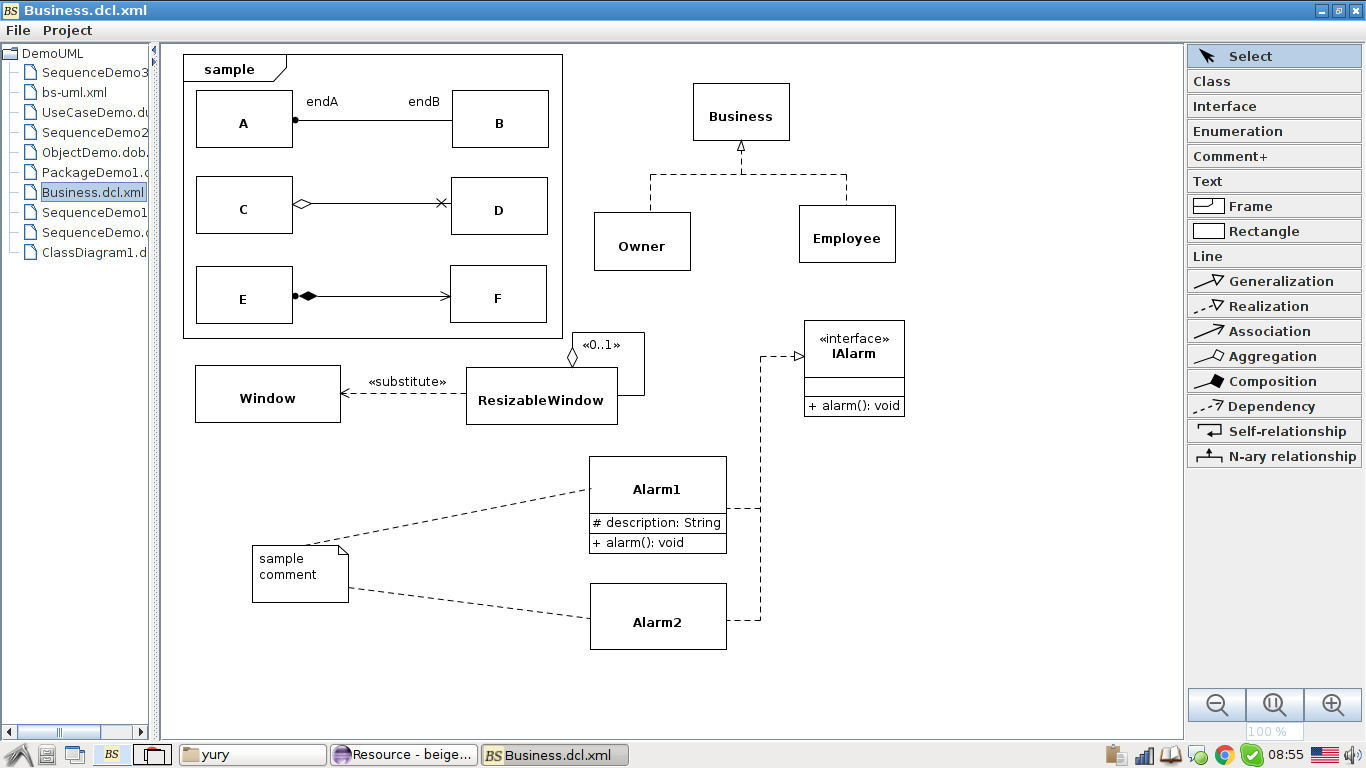 BS Business.dcl.xml
File Project
DemoUML
SequenceDemo3
bs-uml.xml
UseCaseDemo.du
SequenceDemo2
ObjectDemo.dob.
PackageDemo1.c
Business.dcl.xml
SequenceDemo1
SequenceDemo.c
ClassDiagram1.d
sample
A
endA
endB
B
C
D
E
F
Business
Owner
Employee
«0..1»
Window
«substitute»
ResizableWindow
«interface»
IAlarm
+ alarm(): void
Alarm1
# description: String
+ alarm(): void
sample
comment
Alarm2
Select
Class
Interface
Enumeration
Comment+
Text
Frame
Rectangle
Line
Generalization
Realization
Association
Aggregation
Composition
Dependency
Self-relationship
N-ary relationship
100 %
BS
yury
Resource - beige...
BS Business.dcl.xml
08:55